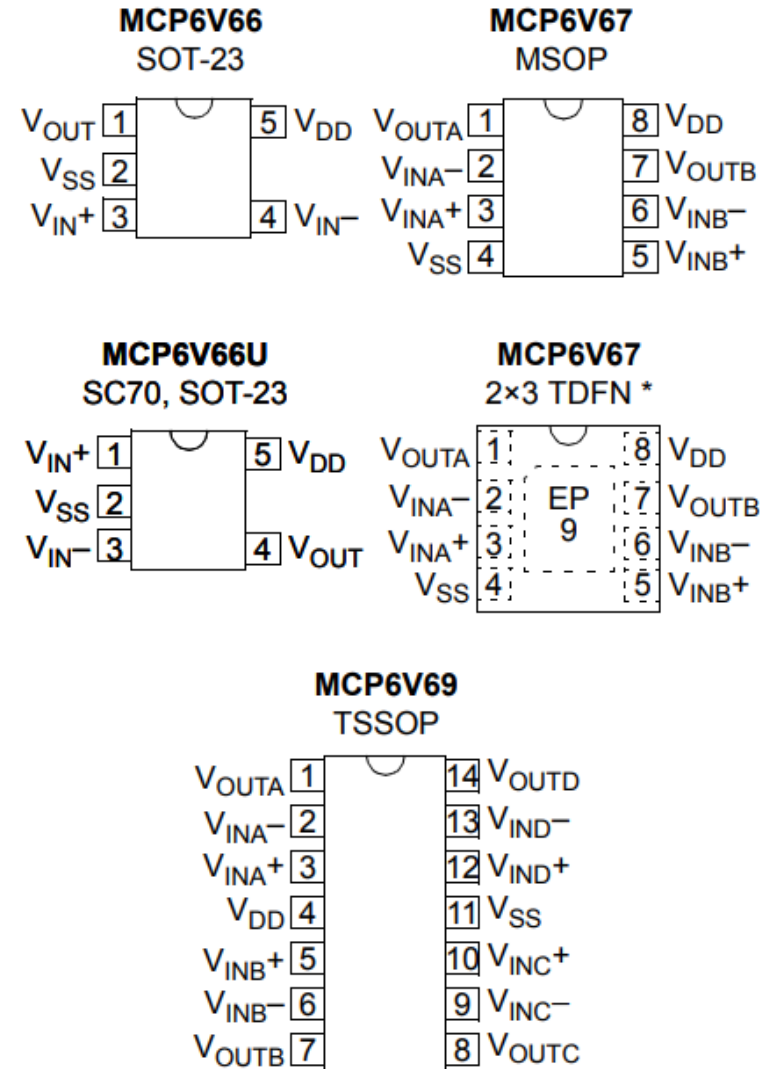 MCP6V66
SOT-23
VOUT 1 5 VDD
VSS 2
VIN+ 3 4 VIN–
MCP6V67
MSOP
VOUTA 1 8 VDD
VINA– 2 7 VOUTB
VINA+ 3 6 VINB–
VSS 4 5 VINB+
MCP6V66U
SC70, SOT-23
VIN+ 1 5 VDD
VSS 2
VIN– 3 4 VOUT
MCP6V67
2×3 TDFN *
VOUTA 1 8 VDD
VINA– 2 EP 7 VOUTB
VINA+ 3 9 6 VINB–
VSS 4 5 VINB+
MCP6V69
TSSOP
VOUTA 1 14 VOUTD
VINA– 2 13 VIND–
VINA+ 3 12 VIND+
VDD 4 11 VSS
VINB+ 5 10 VINC+
VINB– 6 9 VINC–
VOUTB 7 8 VOUTC